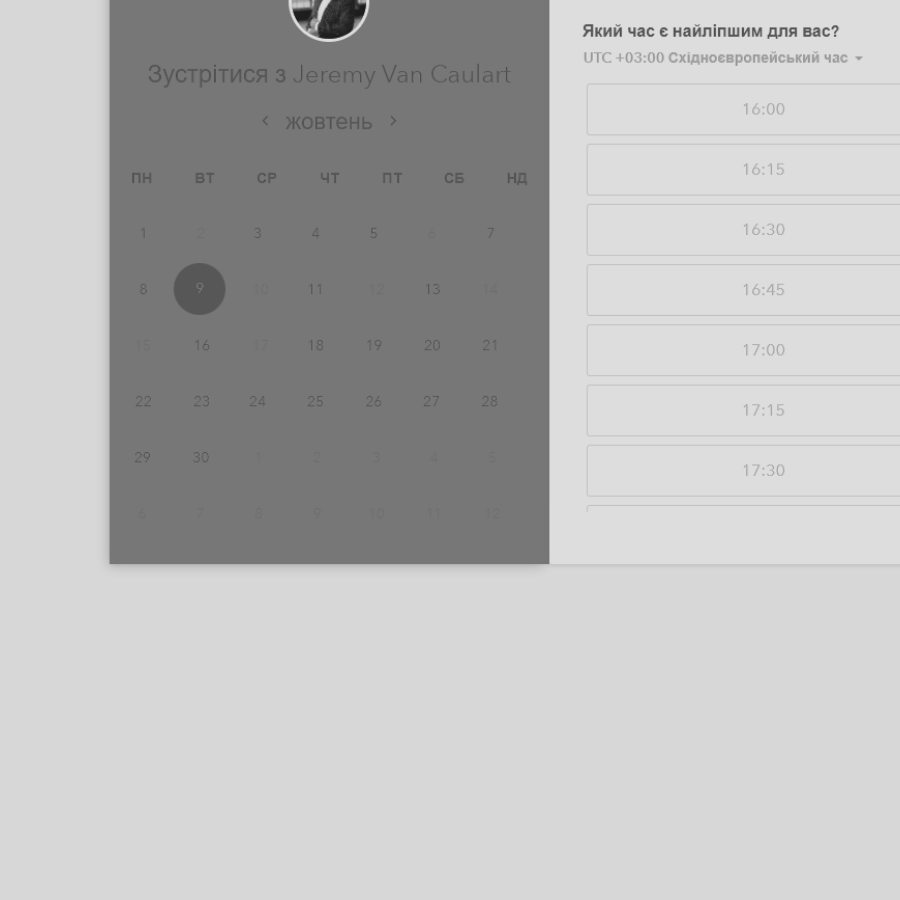 Зустрітися з Jeremy Van Caulart
жовтень
ПН ВТ СР ЧТ ПТ СБ НД
1 2 3 4 5 6 7
8 9 10 11 12 13 14
15 16 17 18 19 20 21
22 23 24 25 26 27 28
29 30 1 2 3 4 5
6 7 8 9 10 11 12
Який час є найліпшим для вас?
UTC +03:00 Східноєвропейський час
16:00
16:15
16:30
16:45
17:00
17:15
17:30